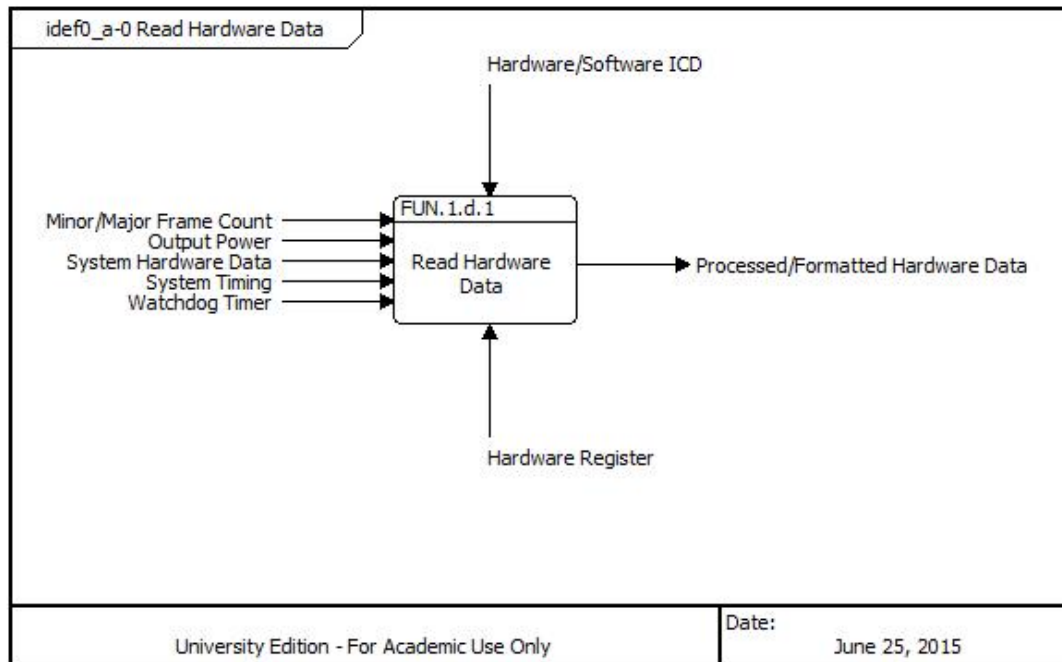 idef0_a-0 Read Hardware Data
Hardware/Software ICD
FUN.1.d.1
Minor/Major Frame Count
Output Power
System Hardware Data
System Timing
Watchdog Timer
Read Hardware
Data
Processed/Formatted Hardware Data
Hardware Register
University Edition - For Academic Use Only
Date:
June 25, 2015